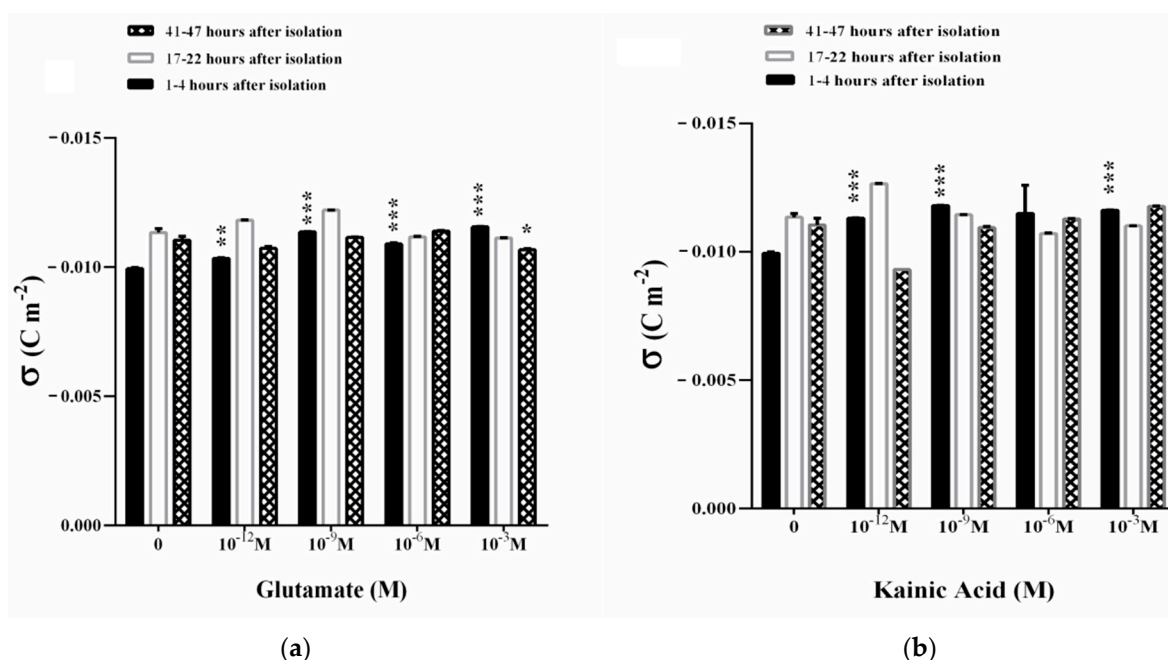 41-47 hours after isolation
17-22 hours after isolation
1-4 hours after isolation
σ (C m⁻²)
−0.015
−0.010
−0.005
0.000
**
***
***
***
*
0
10⁻¹²M
10⁻⁹M
10⁻⁶M
10⁻³M
Glutamate (M)
(a)
41-47 hours after isolation
17-22 hours after isolation
1-4 hours after isolation
σ (C m⁻²)
−0.015
−0.010
−0.005
0.000
***
***
***
0
10⁻¹²M
10⁻⁹M
10⁻⁶M
10⁻³M
Kainic Acid (M)
(b)